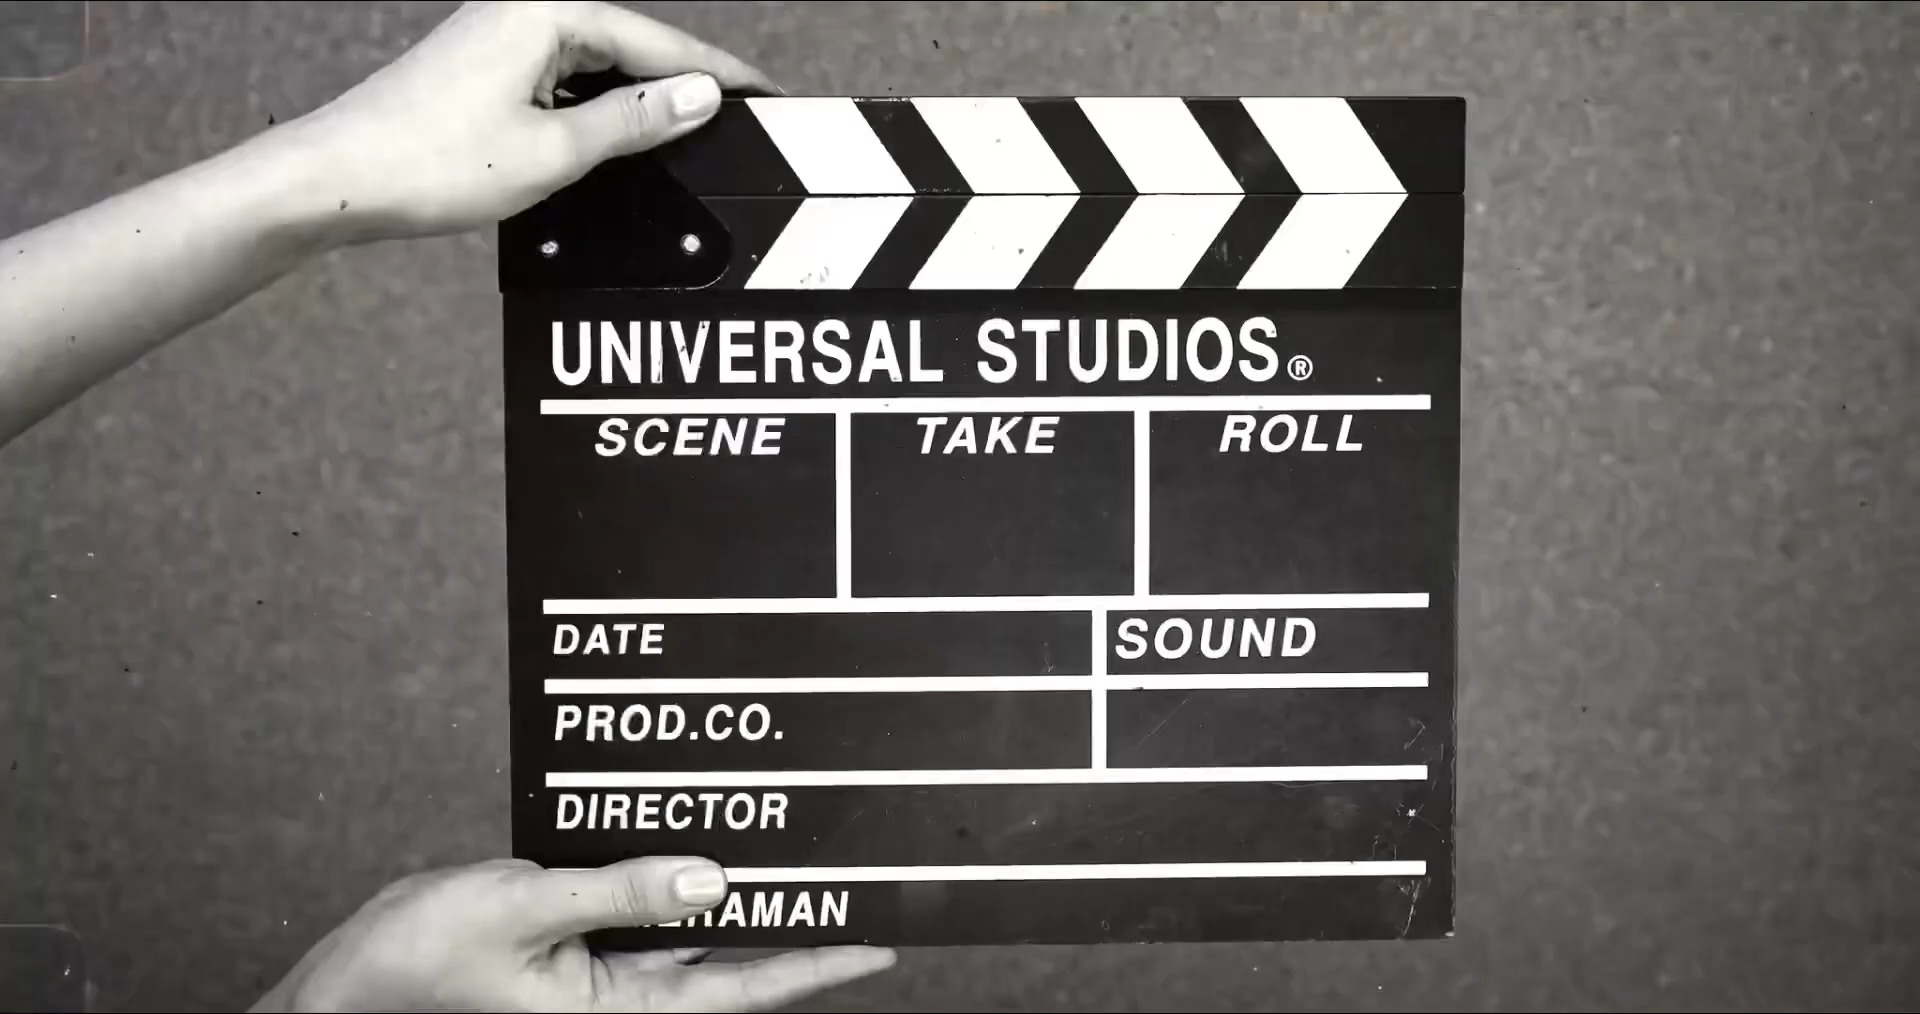 UNIVERSAL STUDIOS®
SCENE TAKE ROLL
DATE SOUND
PROD.CO.
DIRECTOR